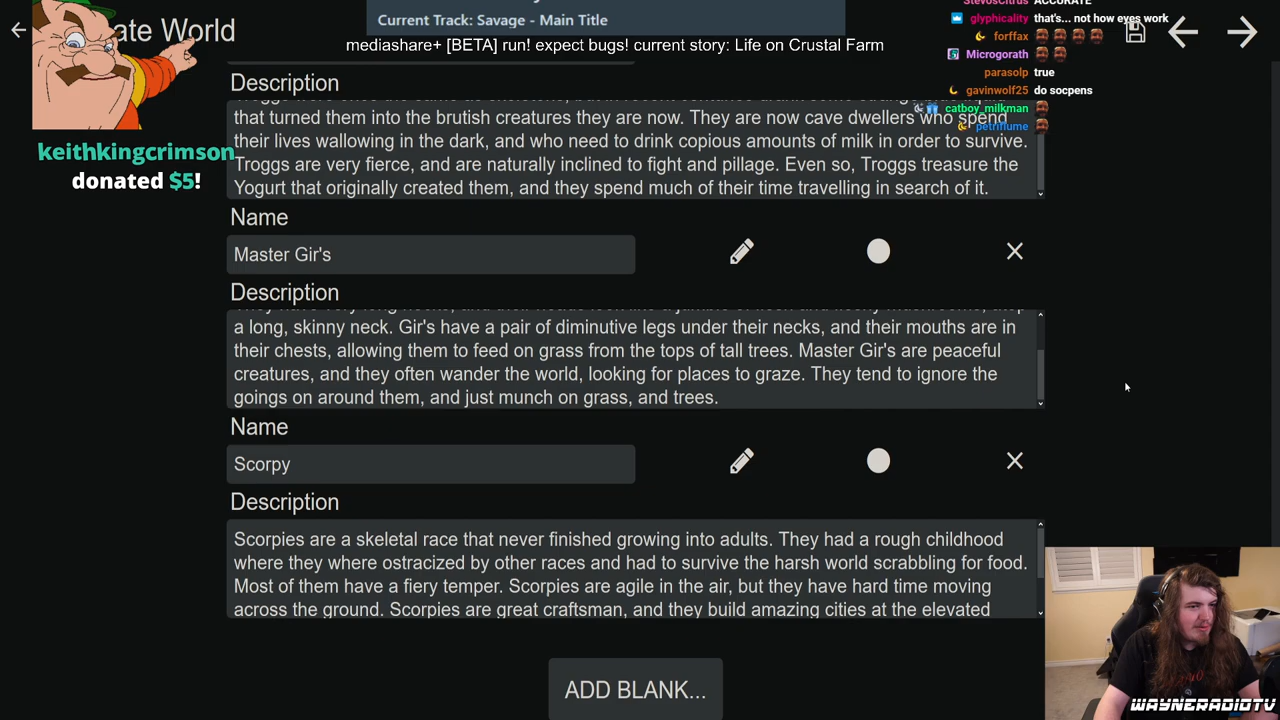 ate World
Current Track: Savage - Main Title
mediashare+ [BETA] run! expect bugs! current story: Life on Crustal Farm
ACCURATE
glyphicality that's... not how eyes work
forffax
Microgorath
parasolp true
gavinwolf25 do socpens
catboy_milkman
petriflume
keithkingcrimson
donated $5!
Description
that turned them into the brutish creatures they are now. They are now cave dwellers who spend
their lives wallowing in the dark, and who need to drink copious amounts of milk in order to survive.
Troggs are very fierce, and are naturally inclined to fight and pillage. Even so, Troggs treasure the
Yogurt that originally created them, and they spend much of their time travelling in search of it.
Name
Master Gir's
Description
a long, skinny neck. Gir's have a pair of diminutive legs under their necks, and their mouths are in
their chests, allowing them to feed on grass from the tops of tall trees. Master Gir's are peaceful
creatures, and they often wander the world, looking for places to graze. They tend to ignore the
goings on around them, and just munch on grass, and trees.
Name
Scorpy
Description
Scorpies are a skeletal race that never finished growing into adults. They had a rough childhood
where they where ostracized by other races and had to survive the harsh world scrabbling for food.
Most of them have a fiery temper. Scorpies are agile in the air, but they have hard time moving
across the ground. Scorpies are great craftsman, and they build amazing cities at the elevated
ADD BLANK...
WAYNERADIOTV